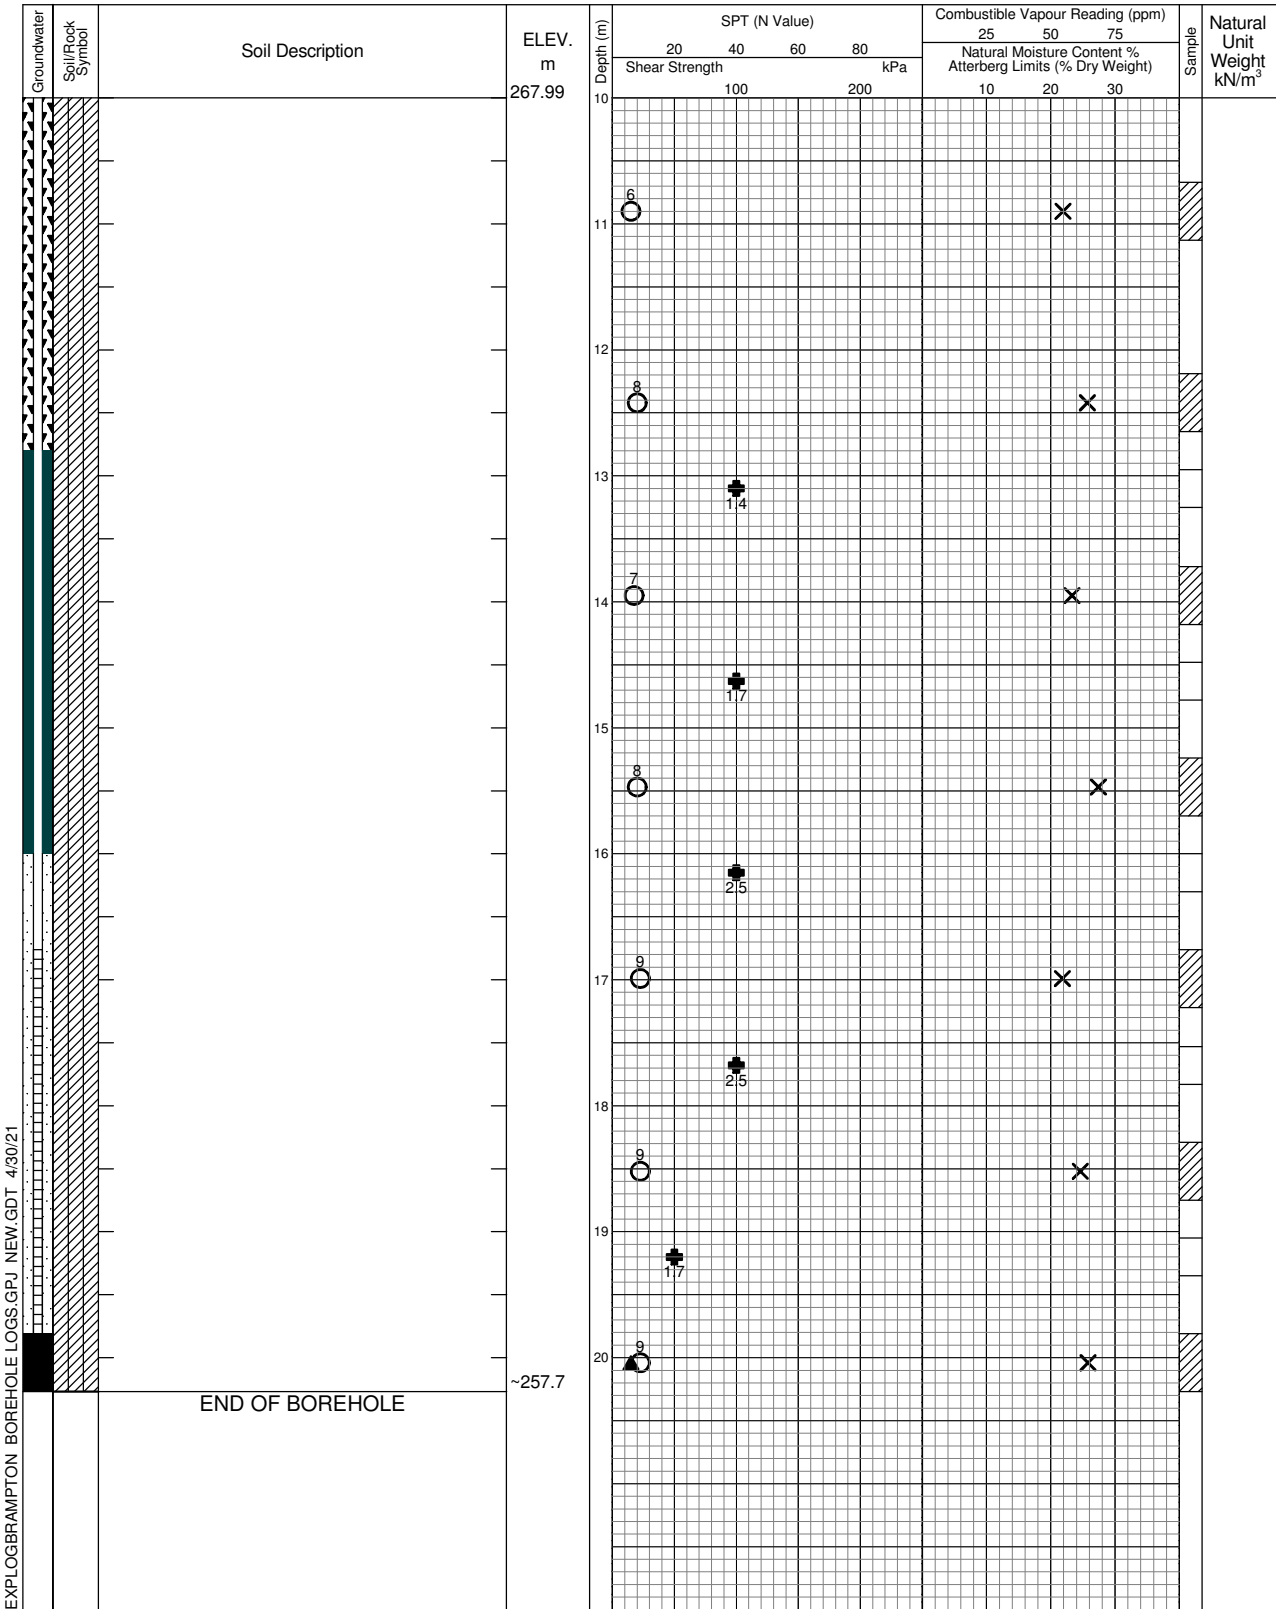 Groundwater
Soil/Rock
Symbol
Soil Description
ELEV.
m
267.99
Depth (m)
SPT (N Value)
20 40 60 80
Shear Strength kPa
100 200
Combustible Vapour Reading (ppm)
25 50 75
Natural Moisture Content %
Atterberg Limits (% Dry Weight)
10 20 30
Sample
Natural
Unit
Weight
kN/m³
10
6
11
12
8
13
1.4
7
14
1.7
15
8
16
2.5
9
17
2.5
18
9
19
1.7
9
20
~257.7
END OF BOREHOLE
EXPLOGBRAMPTON BOREHOLE LOGS.GPJ NEW.GDT 4/30/21